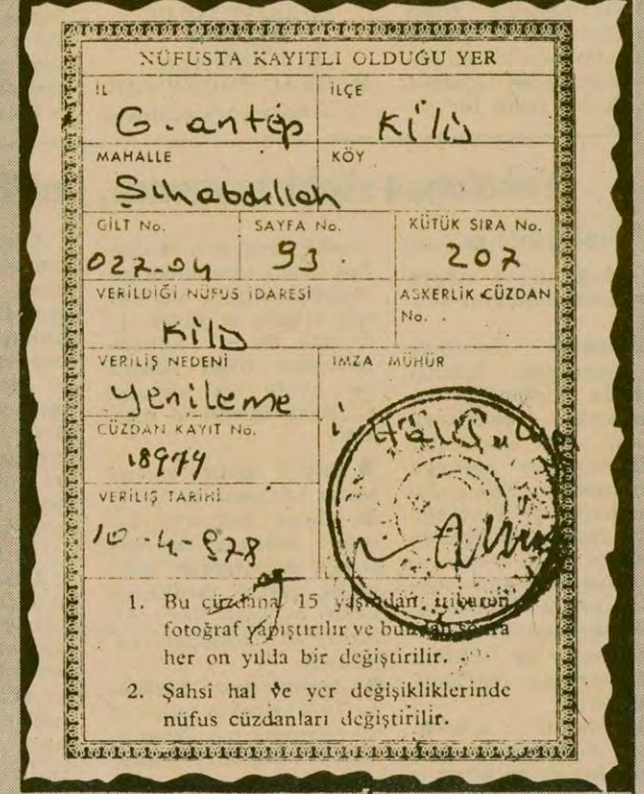 NÜFUSTA KAYITLI OLDUĞU YER
İL
İLÇE
G.antep
Kilis
MAHALLE
KÖY
Şıhabdullah
CİLT No.
SAYFA No.
KÜTÜK SIRA No.
027-04
93.
207
VERİLDİĞİ NÜFUS İDARESİ
ASKERLİK CÜZDAN
No.
Kilis
VERİLİŞ NEDENİ
İMZA MÜHÜR
Yenileme
CÜZDAN KAYIT No.
18979
VERİLİŞ TARİHİ
10-4-978
1. Bu cüzdana 15 yaşından itibaren
fotoğraf yapıştırılır ve bundan sonra
her on yılda bir değiştirilir.
2. Şahsi hal ve yer değişikliklerinde
nüfus cüzdanları değiştirilir.